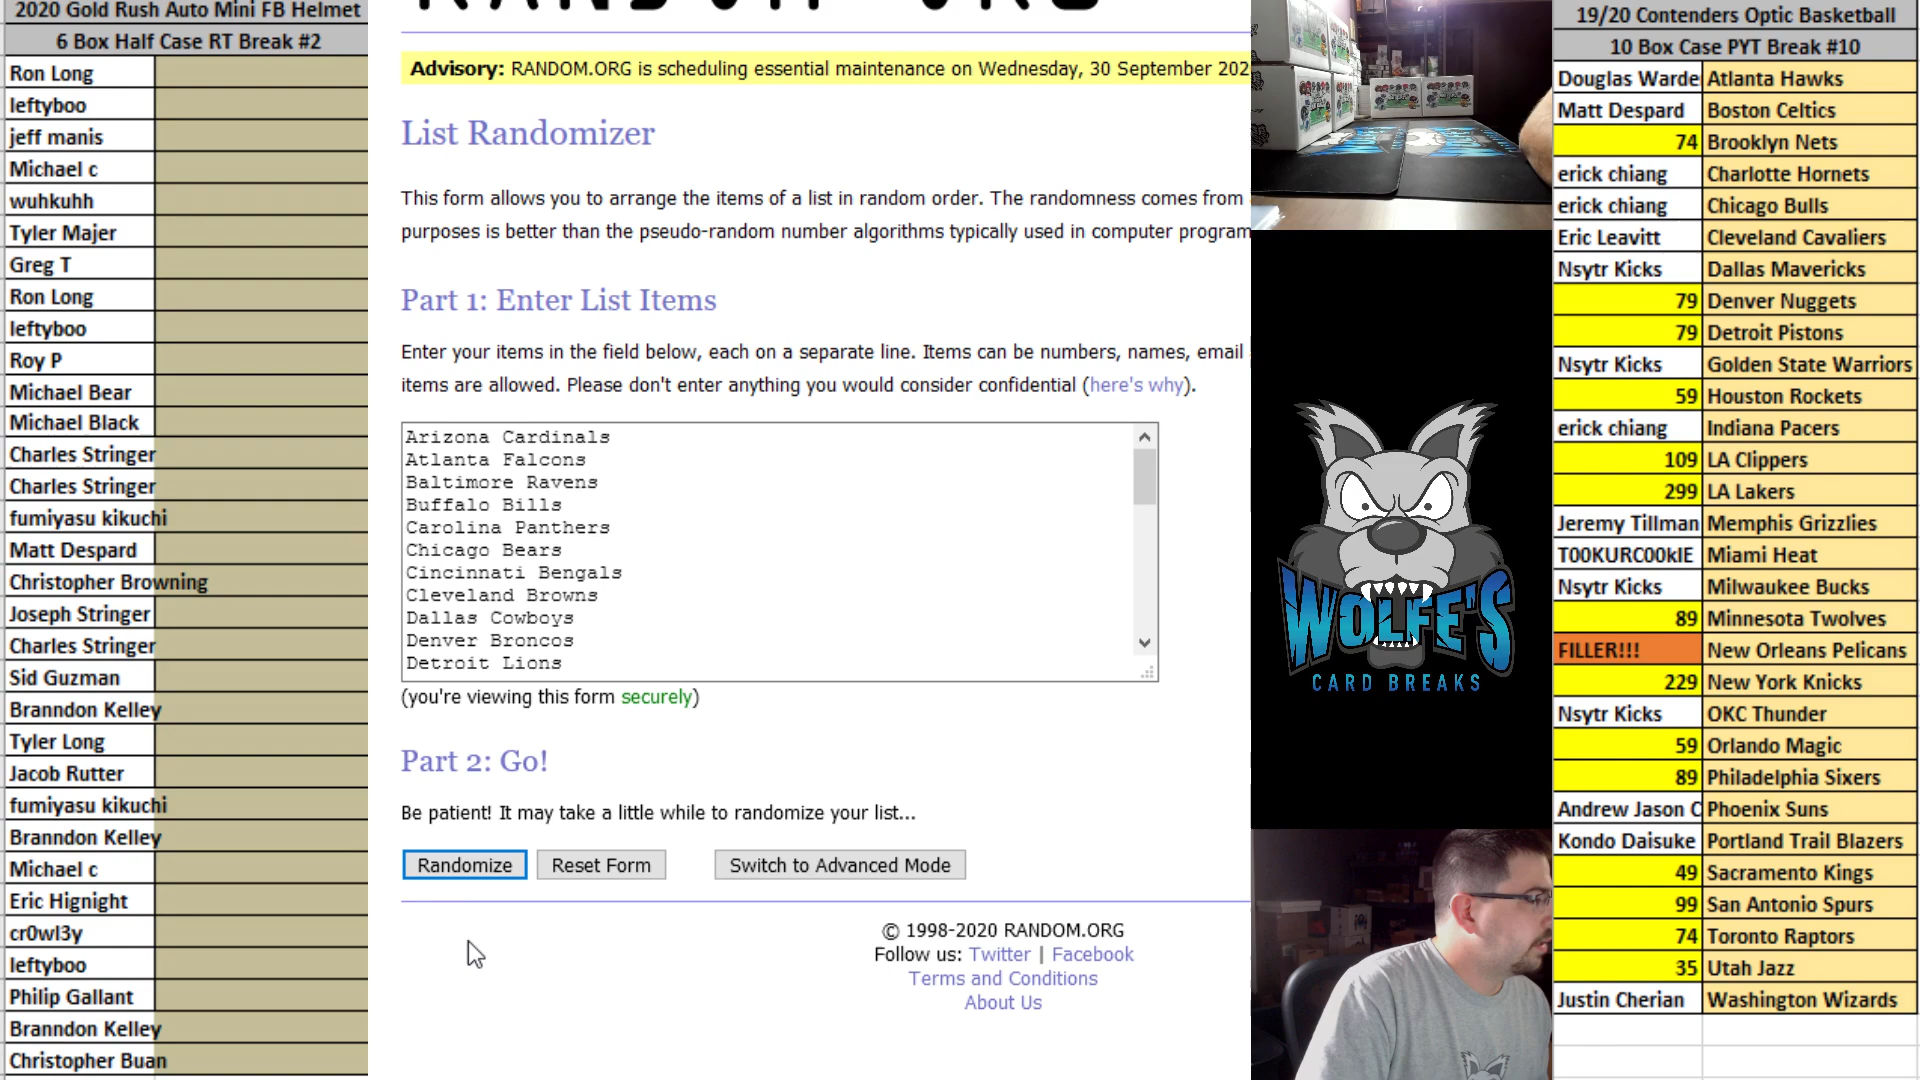 2020 Gold Rush Auto Mini FB Helmet
6 Box Half Case RT Break #2
Ron Long
leftyboo
jeff manis
Michael c
wuhkuhh
Tyler Majer
Greg T
Ron Long
leftyboo
Roy P
Michael Bear
Michael Black
Charles Stringer
Charles Stringer
fumiyasu kikuchi
Matt Despard
Christopher Browning
Joseph Stringer
Charles Stringer
Sid Guzman
Branndon Kelley
Tyler Long
Jacob Rutter
fumiyasu kikuchi
Branndon Kelley
Michael c
Eric Hignight
cr0wl3y
leftyboo
Philip Gallant
Branndon Kelley
Christopher Buan
RANDOM.ORG
Advisory: RANDOM.ORG is scheduling essential maintenance on Wednesday, 30 September 202
List Randomizer
This form allows you to arrange the items of a list in random order. The randomness comes from
purposes is better than the pseudo-random number algorithms typically used in computer program
Part 1: Enter List Items
Enter your items in the field below, each on a separate line. Items can be numbers, names, email
items are allowed. Please don't enter anything you would consider confidential (here's why).
Arizona Cardinals
Atlanta Falcons
Baltimore Ravens
Buffalo Bills
Carolina Panthers
Chicago Bears
Cincinnati Bengals
Cleveland Browns
Dallas Cowboys
Denver Broncos
Detroit Lions
(you're viewing this form securely)
Part 2: Go!
Be patient! It may take a little while to randomize your list...
Randomize Reset Form Switch to Advanced Mode
© 1998-2020 RANDOM.ORG
Follow us: Twitter | Facebook
Terms and Conditions
About Us
WOLFE'S
CARD BREAKS
19/20 Contenders Optic Basketball
10 Box Case PYT Break #10
Douglas Warde Atlanta Hawks
Matt Despard Boston Celtics
74 Brooklyn Nets
erick chiang Charlotte Hornets
erick chiang Chicago Bulls
Eric Leavitt Cleveland Cavaliers
Nsytr Kicks Dallas Mavericks
79 Denver Nuggets
79 Detroit Pistons
Nsytr Kicks Golden State Warriors
59 Houston Rockets
erick chiang Indiana Pacers
109 LA Clippers
299 LA Lakers
Jeremy Tillman Memphis Grizzlies
T00KURC00kIE Miami Heat
Nsytr Kicks Milwaukee Bucks
89 Minnesota Twolves
FILLER!!! New Orleans Pelicans
229 New York Knicks
Nsytr Kicks OKC Thunder
59 Orlando Magic
89 Philadelphia Sixers
Andrew Jason C Phoenix Suns
Kondo Daisuke Portland Trail Blazers
49 Sacramento Kings
99 San Antonio Spurs
74 Toronto Raptors
35 Utah Jazz
Justin Cherian Washington Wizards